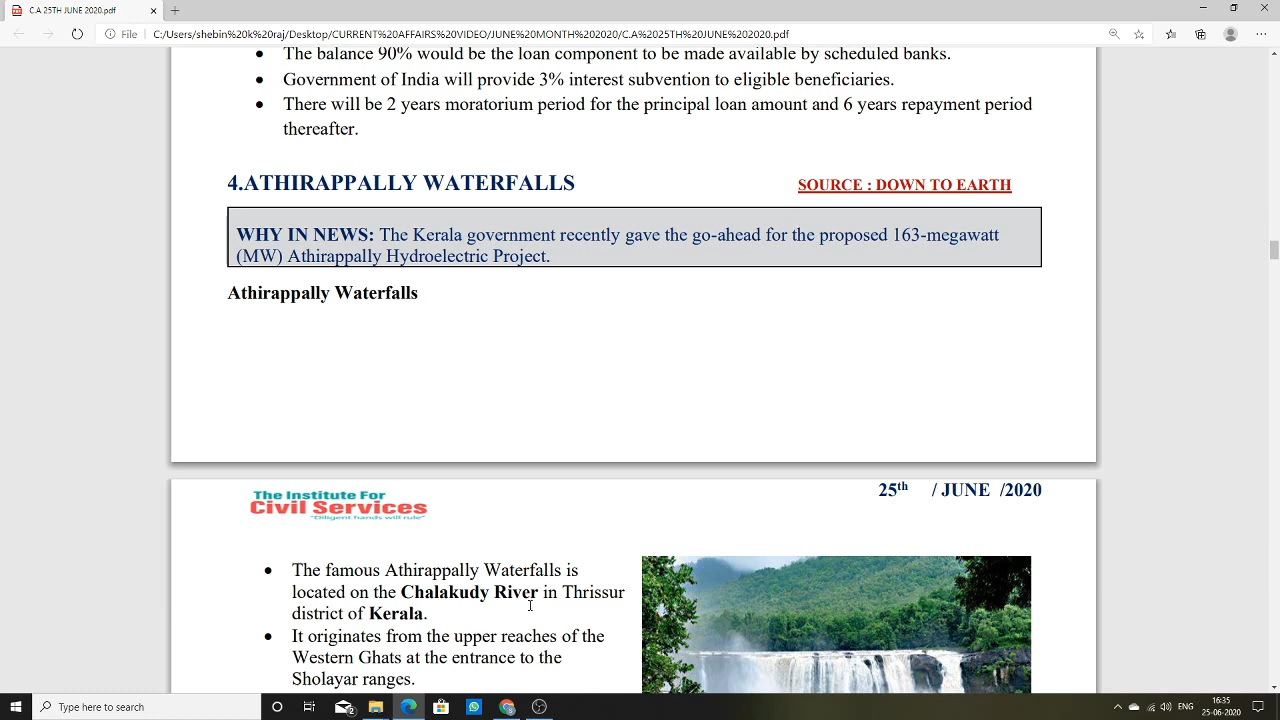 C.A 25TH JUNE 2020.pdf
File
C:/Users/shebin%20k%20raj/Desktop/CURRENT%20AFFAIRS%20VIDEO/JUNE%20MONTH%202020/C.A%2025TH%20JUNE%202020.pdf
• The balance 90% would be the loan component to be made available by scheduled banks.
• Government of India will provide 3% interest subvention to eligible beneficiaries.
• There will be 2 years moratorium period for the principal loan amount and 6 years repayment period
thereafter.
4.ATHIRAPPALLY WATERFALLS SOURCE : DOWN TO EARTH
WHY IN NEWS: The Kerala government recently gave the go-ahead for the proposed 163-megawatt
(MW) Athirappally Hydroelectric Project.
Athirappally Waterfalls
The Institute For
Civil Services
"Diligent hands will rule"
25th / JUNE /2020
• The famous Athirappally Waterfalls is
located on the Chalakudy River in Thrissur
district of Kerala.
• It originates from the upper reaches of the
Western Ghats at the entrance to the
Sholayar ranges.
Type here to search
ENG
16:35
25-06-2020